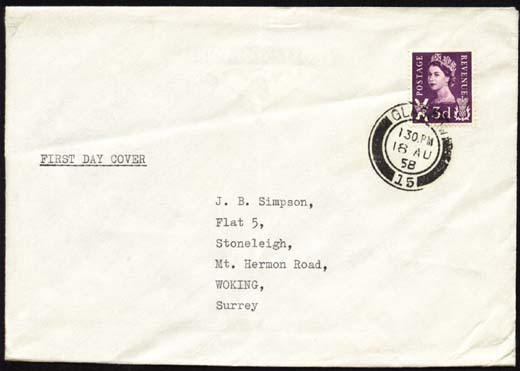 POSTAGE
REVENUE
3d
1 30.PM
18 AU
58
15
FIRST DAY COVER
J. B. Simpson,
Flat 5,
Stoneleigh,
Mt. Hermon Road,
WOKING,
Surrey